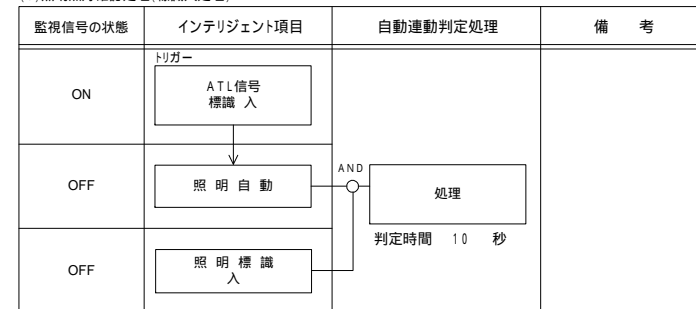 監視信号の状態 インテリジェント項目 自動連動判定処理 備 考
トリガー
ON
ATL信号
標識 入
OFF
照 明 自 動
AND
処理
判定時間 10 秒
OFF
照 明 標 識
入